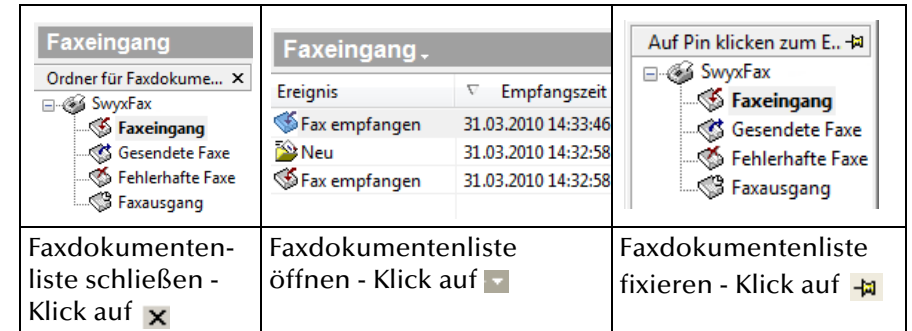 Faxeingang
Ordner für Faxdokume...
SwyxFax
Faxeingang
Gesendete Faxe
Fehlerhafte Faxe
Faxausgang
Faxeingang
Ereignis Empfangszeit
Fax empfangen 31.03.2010 14:33:46
Neu 31.03.2010 14:32:58
Fax empfangen 31.03.2010 14:32:58
Auf Pin klicken zum E..
SwyxFax
Faxeingang
Gesendete Faxe
Fehlerhafte Faxe
Faxausgang
Faxdokumenten-
liste schließen -
Klick auf
Faxdokumentenliste
öffnen - Klick auf
Faxdokumentenliste
fixieren - Klick auf